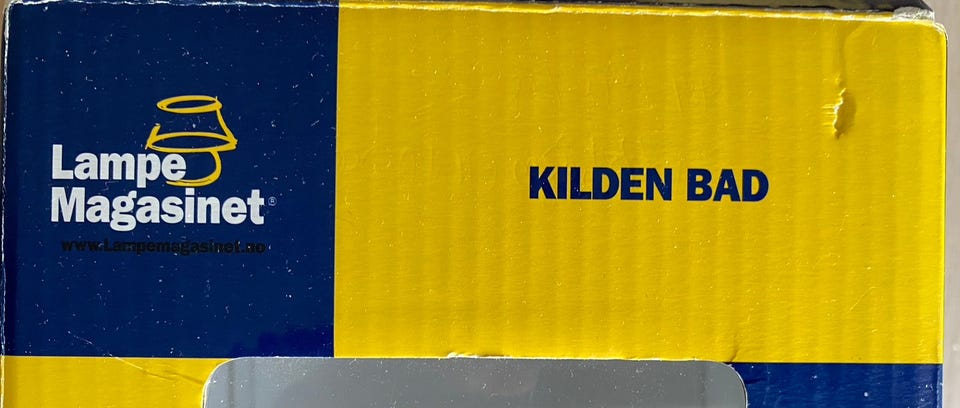 Lampe
Magasinet®
www.Lampemagasinet.no
KILDEN BAD